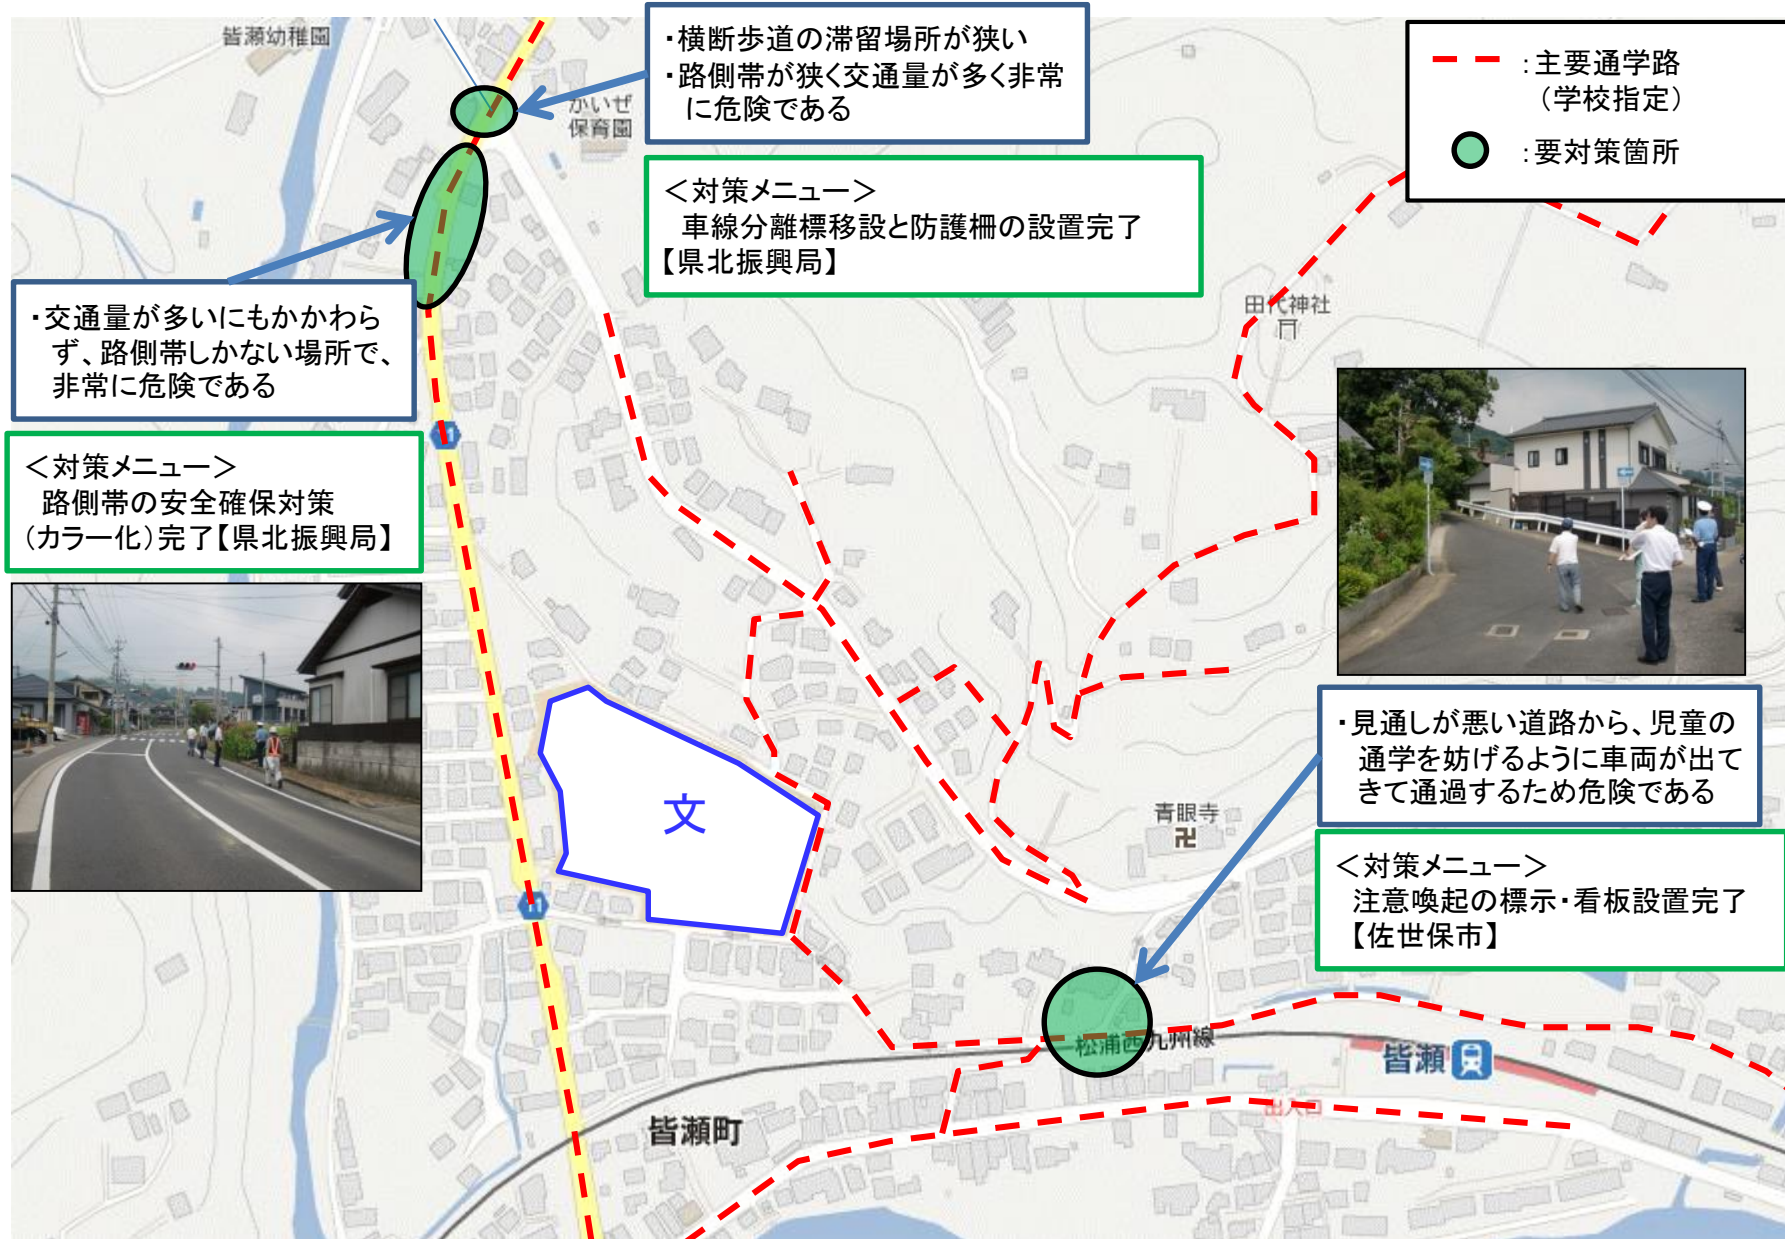 皆瀬幼稚園
・横断歩道の滞留場所が狭い
・路側帯が狭く交通量が多く非常
に危険である
かいぜ
保育園
:主要通学路
(学校指定)
:要対策箇所
<対策メニュー>
車線分離標移設と防護柵の設置完了
【県北振興局】
・交通量が多いにもかかわら
ず、路側帯しかない場所で、
非常に危険である
田代神社
<対策メニュー>
路側帯の安全確保対策
(カラー化)完了【県北振興局】
文
・見通しが悪い道路から、児童の
通学を妨げるように車両が出て
きて通過するため危険である
青眼寺
卍
<対策メニュー>
注意喚起の標示・看板設置完了
【佐世保市】
11
松浦西九州線
皆瀬
出入口
皆瀬町